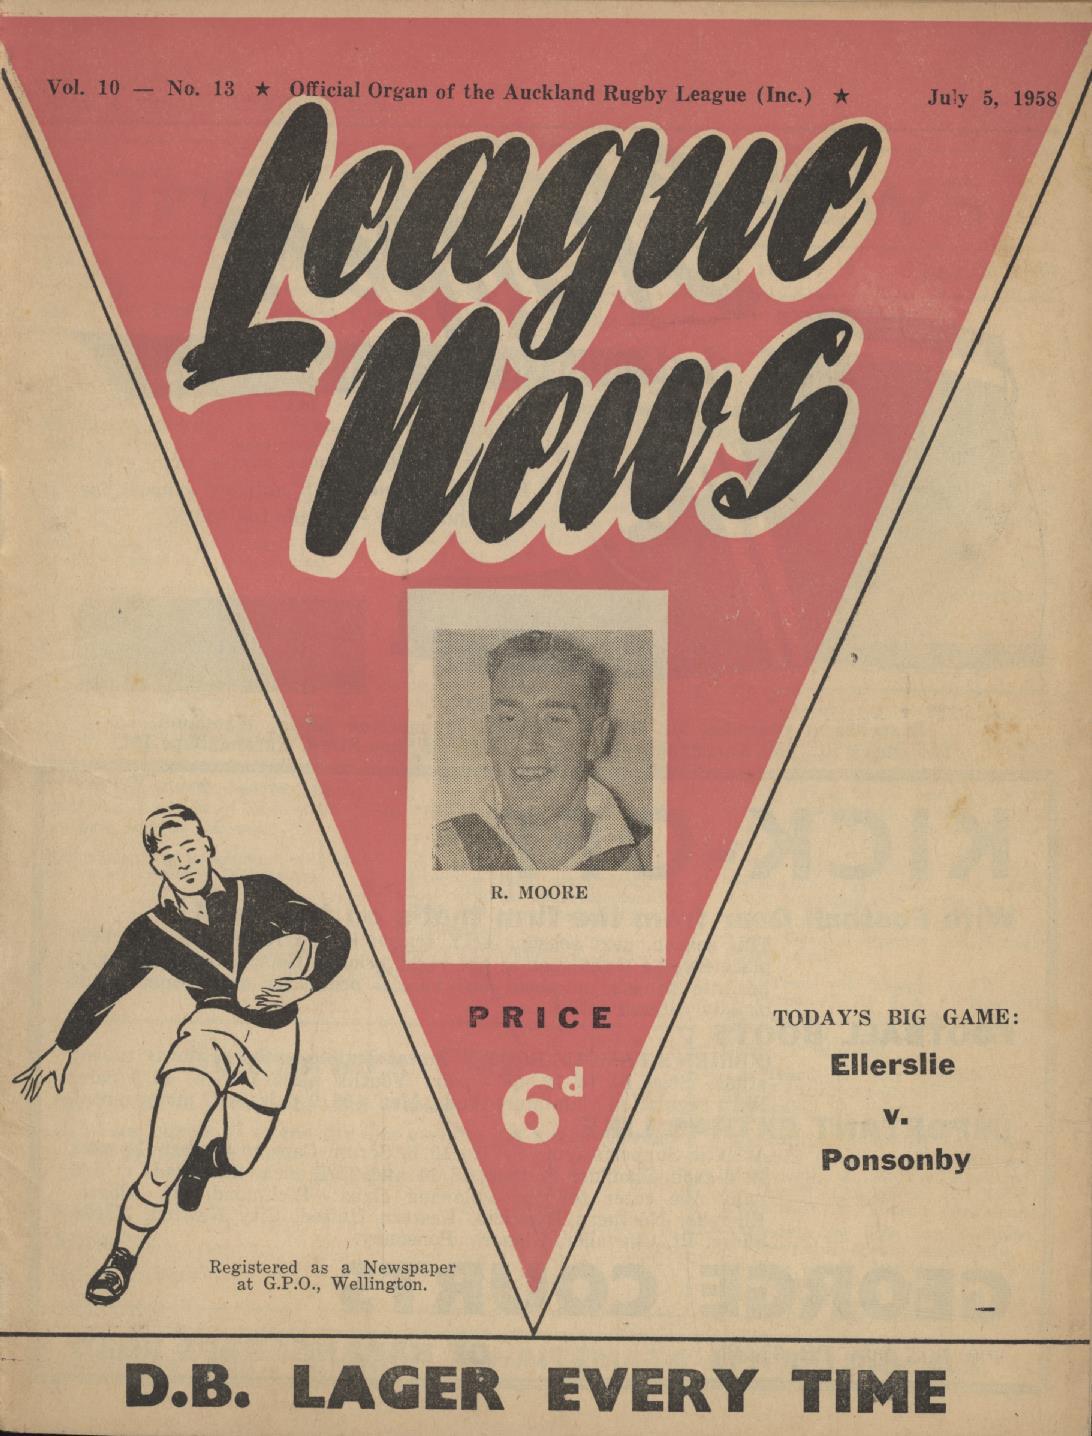 Vol. 10 — No. 13 ★ Official Organ of the Auckland Rugby League (Inc.) ★ July 5, 1958
League
News
R. MOORE
PRICE
6d
TODAY'S BIG GAME:
Ellerslie
v.
Ponsonby
Registered as a Newspaper
at G.P.O., Wellington.
D.B. LAGER EVERY TIME